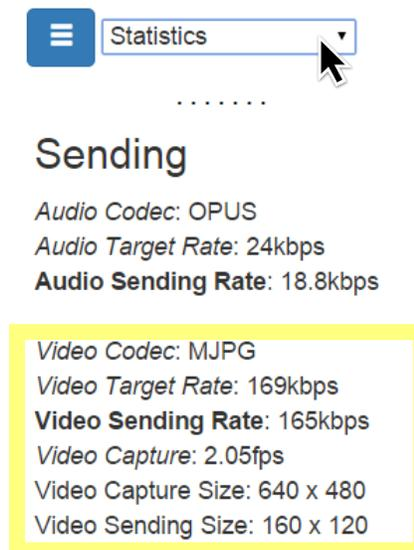 Statistics
.......
Sending
Audio Codec: OPUS
Audio Target Rate: 24kbps
Audio Sending Rate: 18.8kbps
Video Codec: MJPG
Video Target Rate: 169kbps
Video Sending Rate: 165kbps
Video Capture: 2.05fps
Video Capture Size: 640 x 480
Video Sending Size: 160 x 120